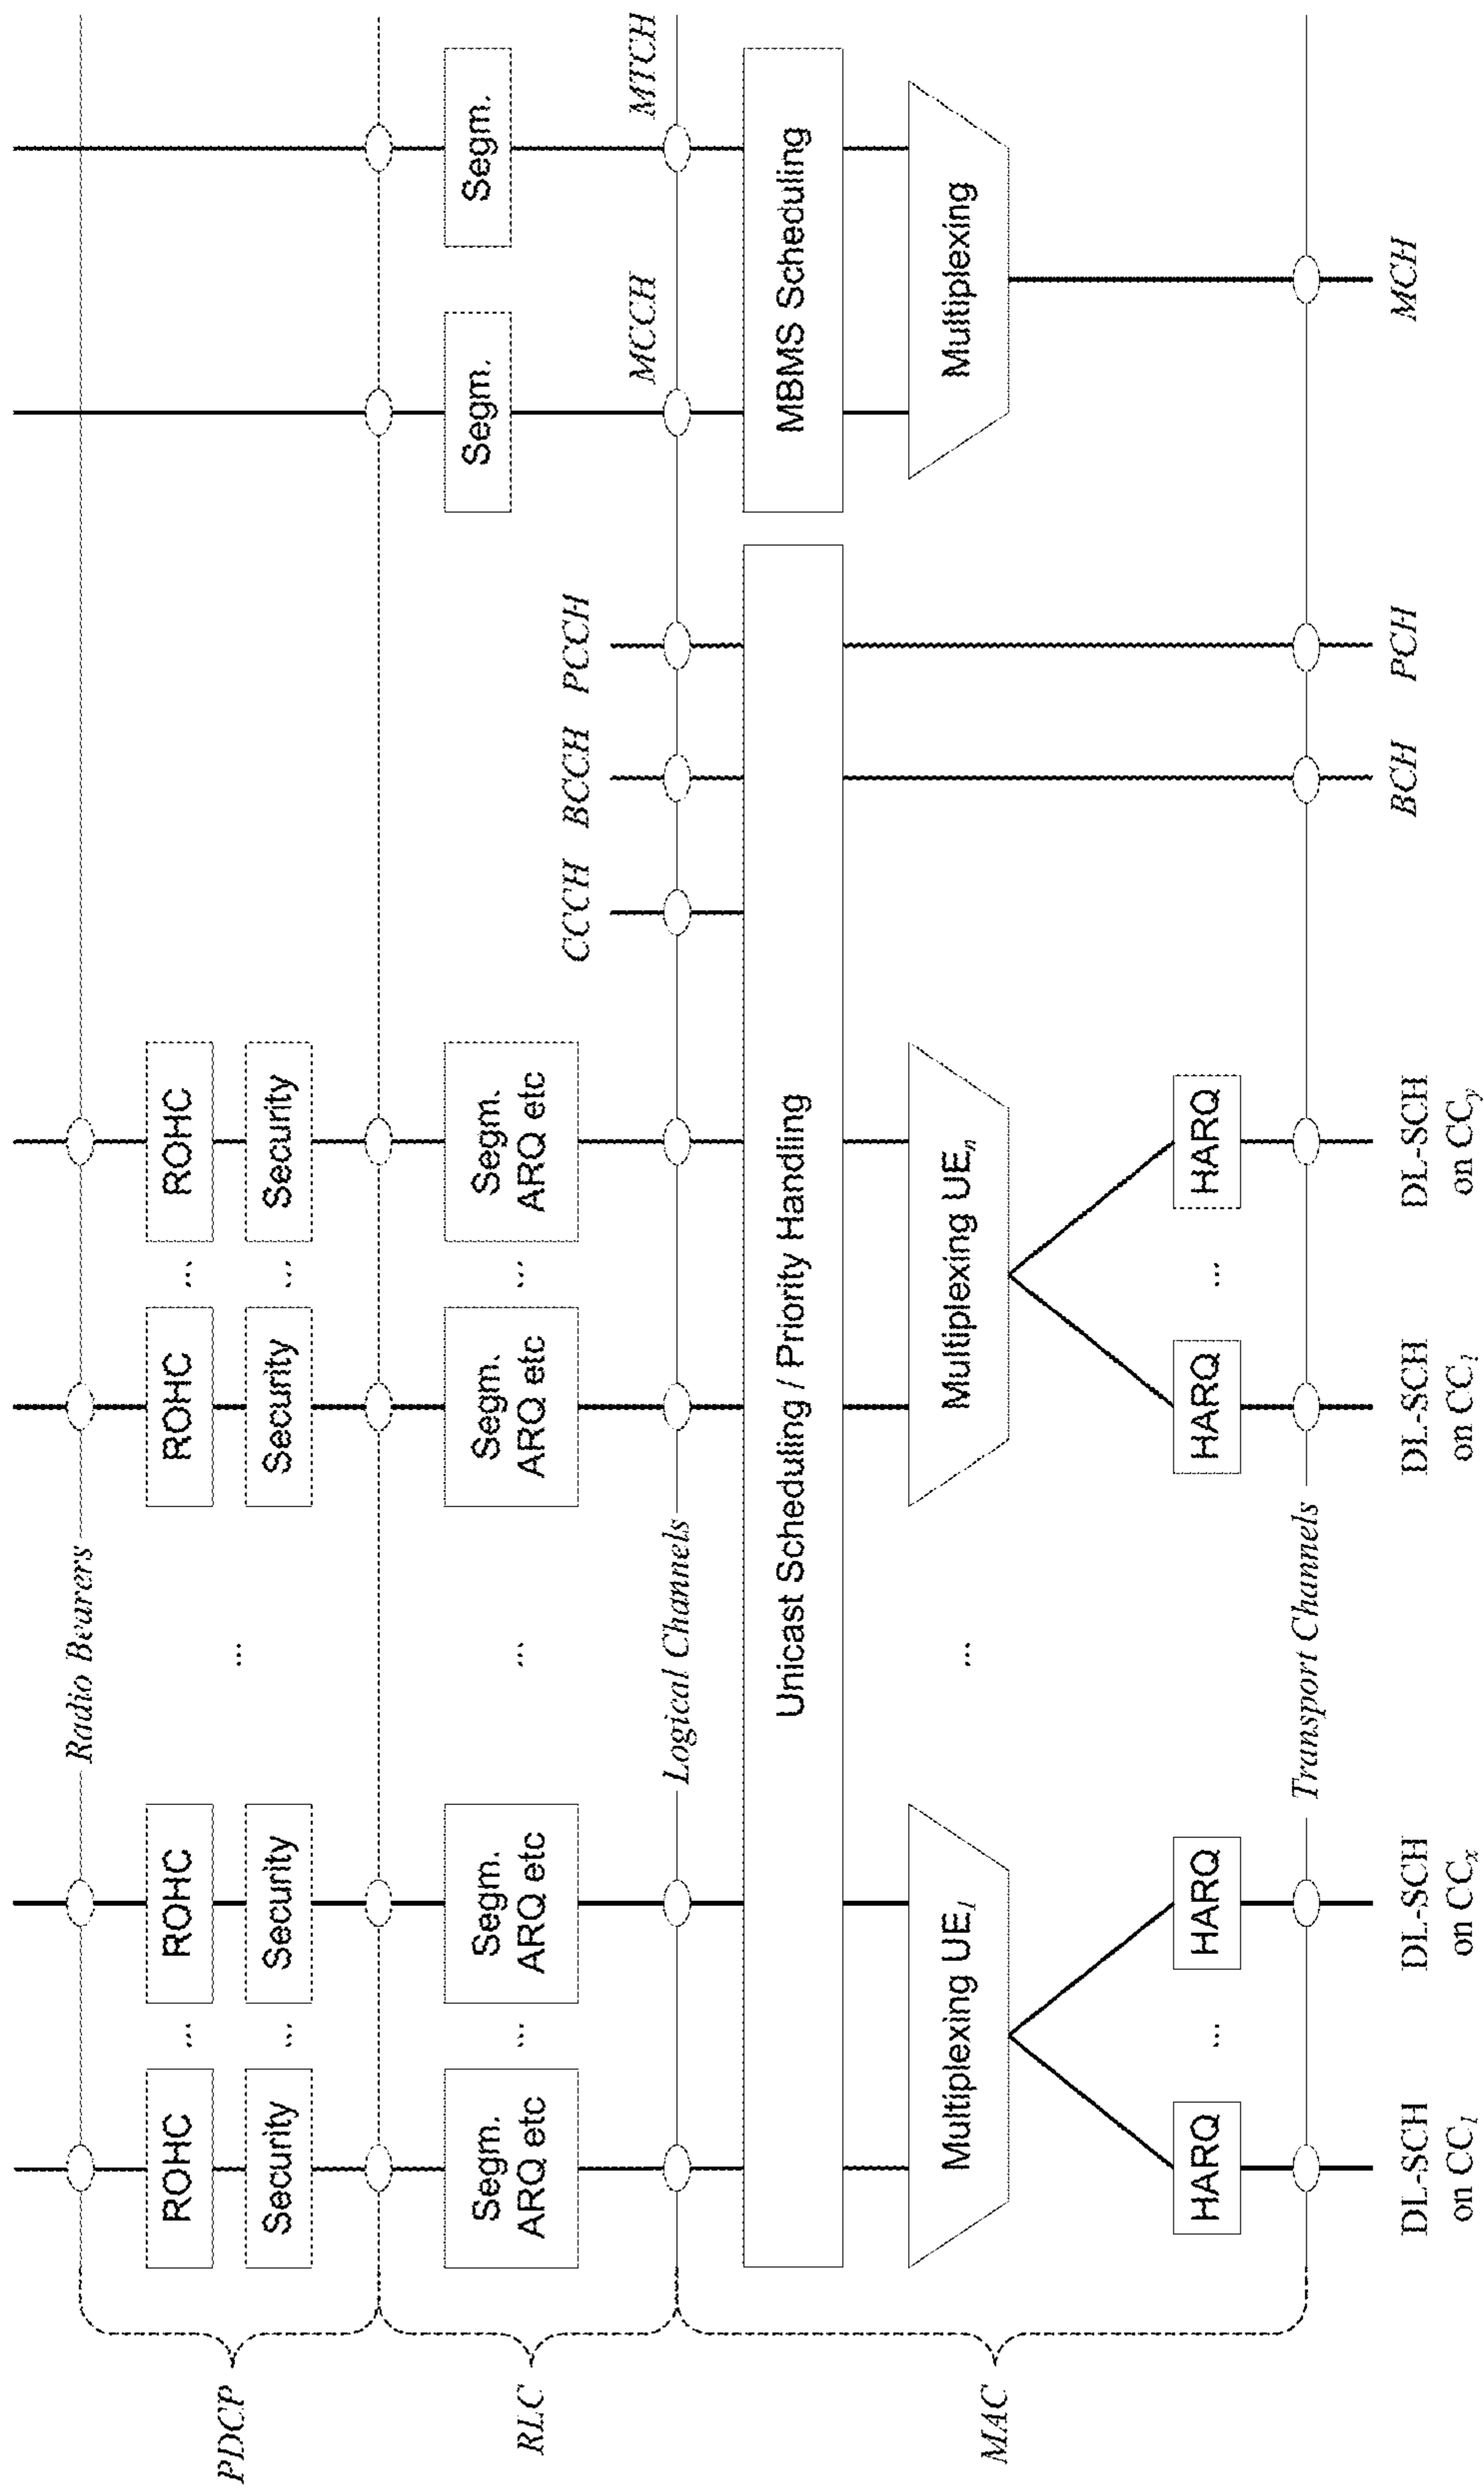 Radio Bearers
PDCP
ROHC
...
ROHC
...
ROHC
...
ROHC
Security
...
Security
Security
...
Security
RLC
Segm.
ARQ etc
...
Segm.
ARQ etc
...
Segm.
ARQ etc
...
Segm.
ARQ etc
Segm.
Segm.
CCCH
BCCH
PCCH
MCCH
MTCH
Logical Channels
MAC
Unicast Scheduling / Priority Handling
MBMS Scheduling
Multiplexing UE1
...
Multiplexing UEn
Multiplexing
HARQ
...
HARQ
HARQ
...
HARQ
Transport Channels
DL-SCH
on CC1
DL-SCH
on CCx
DL-SCH
on CC1
DL-SCH
on CCy
BCH
PCH
MCH